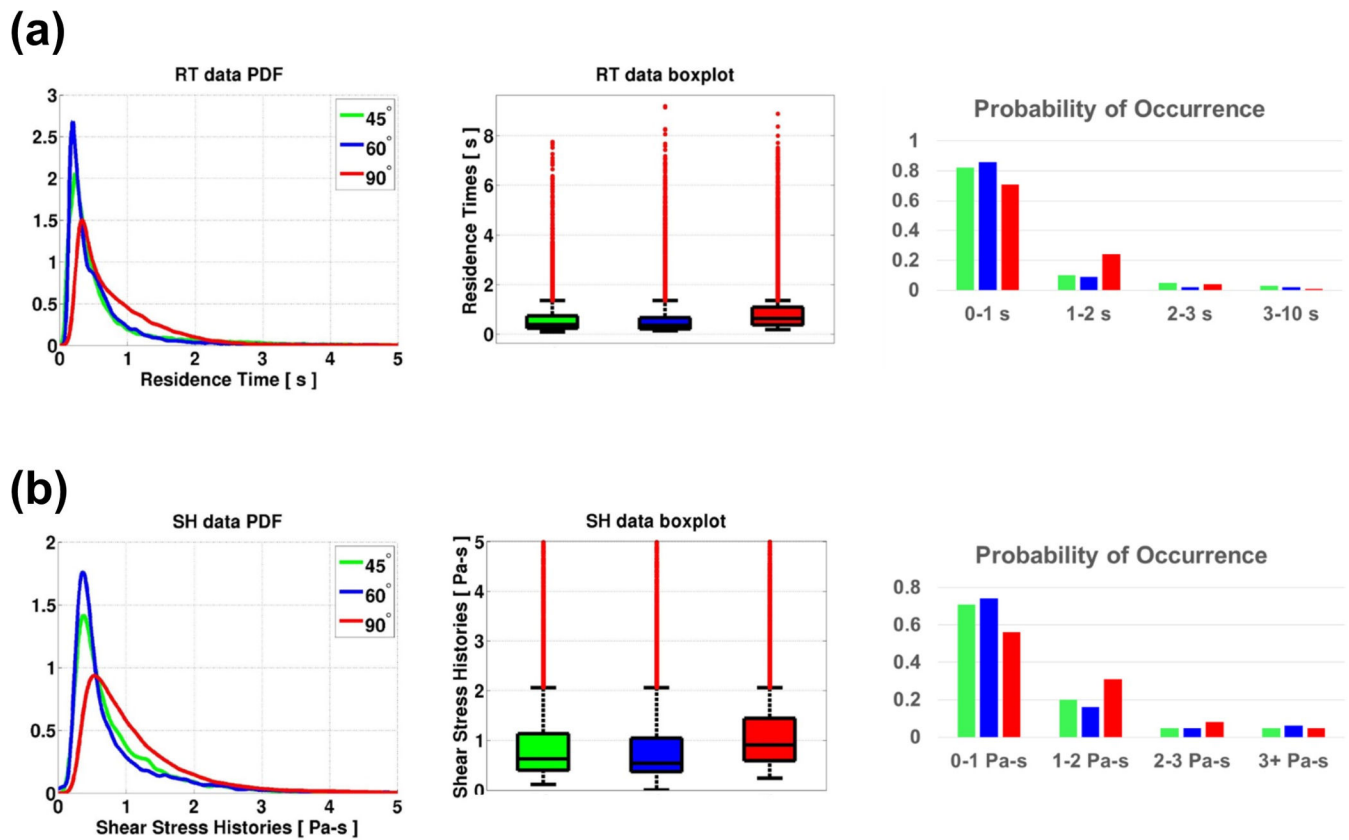 (a)
RT data PDF
3
2.5
2
1.5
1
0.5
0
0 1 2 3 4 5
Residence Time [ s ]
45°
60°
90°
RT data boxplot
Residence Times [ s ]
8
6
4
2
0
Probability of Occurrence
1
0.8
0.6
0.4
0.2
0
0-1 s 1-2 s 2-3 s 3-10 s
(b)
SH data PDF
2
1.5
1
0.5
0
0 1 2 3 4 5
Shear Stress Histories [ Pa-s ]
45°
60°
90°
SH data boxplot
Shear Stress Histories [ Pa-s ]
5
4
3
2
1
0
Probability of Occurrence
0.8
0.6
0.4
0.2
0
0-1 Pa-s 1-2 Pa-s 2-3 Pa-s 3+ Pa-s